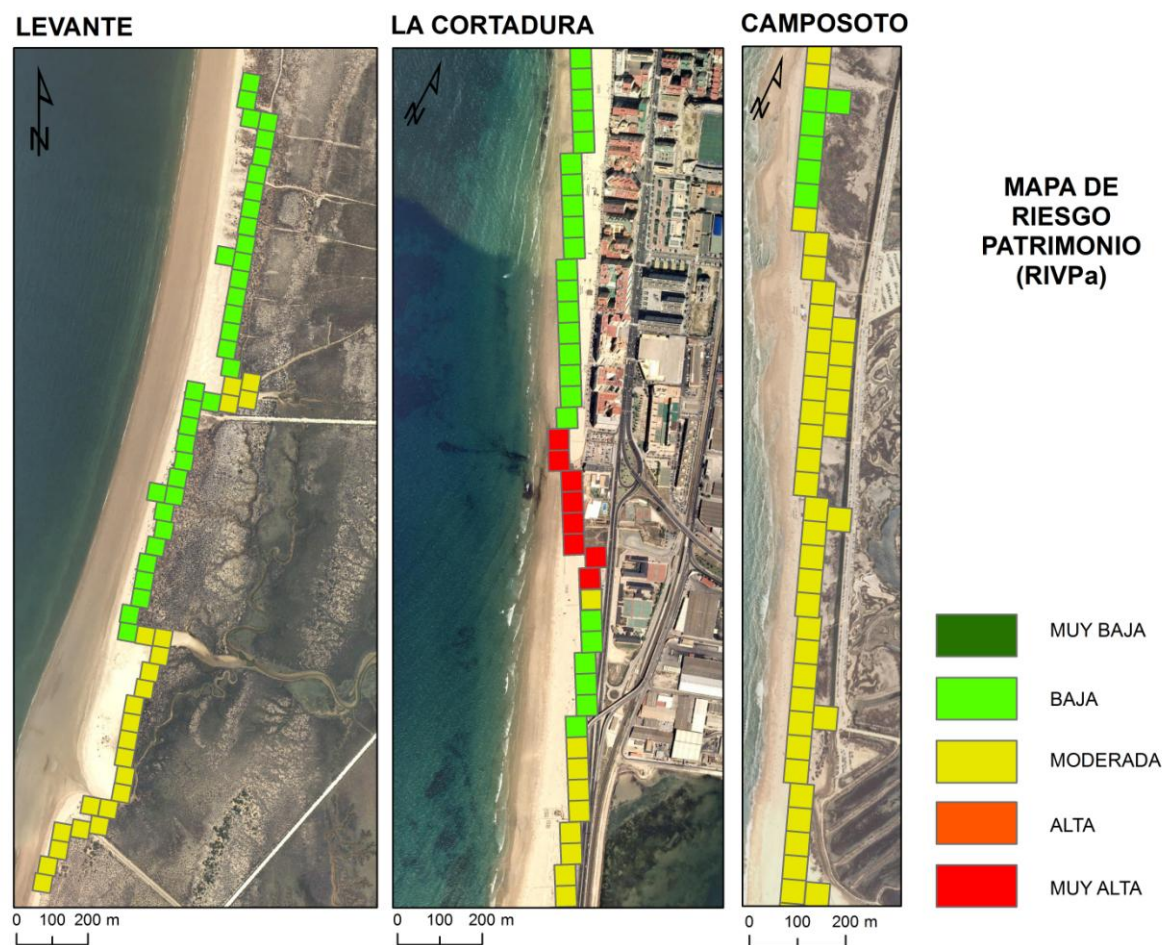 LEVANTE
LA CORTADURA
CAMPOSOTO
N
N
N
MAPA DE
RIESGO
PATRIMONIO
(RIVPa)
MUY BAJA
BAJA
MODERADA
ALTA
MUY ALTA
0 100 200 m
0 100 200 m
0 100 200 m